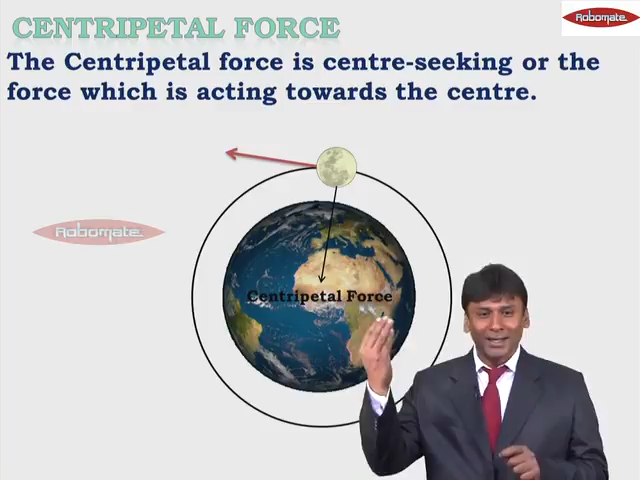 CENTRIPETAL FORCE
Robomate
The Centripetal force is centre-seeking or the
force which is acting towards the centre.
Robomate
Centripetal Force